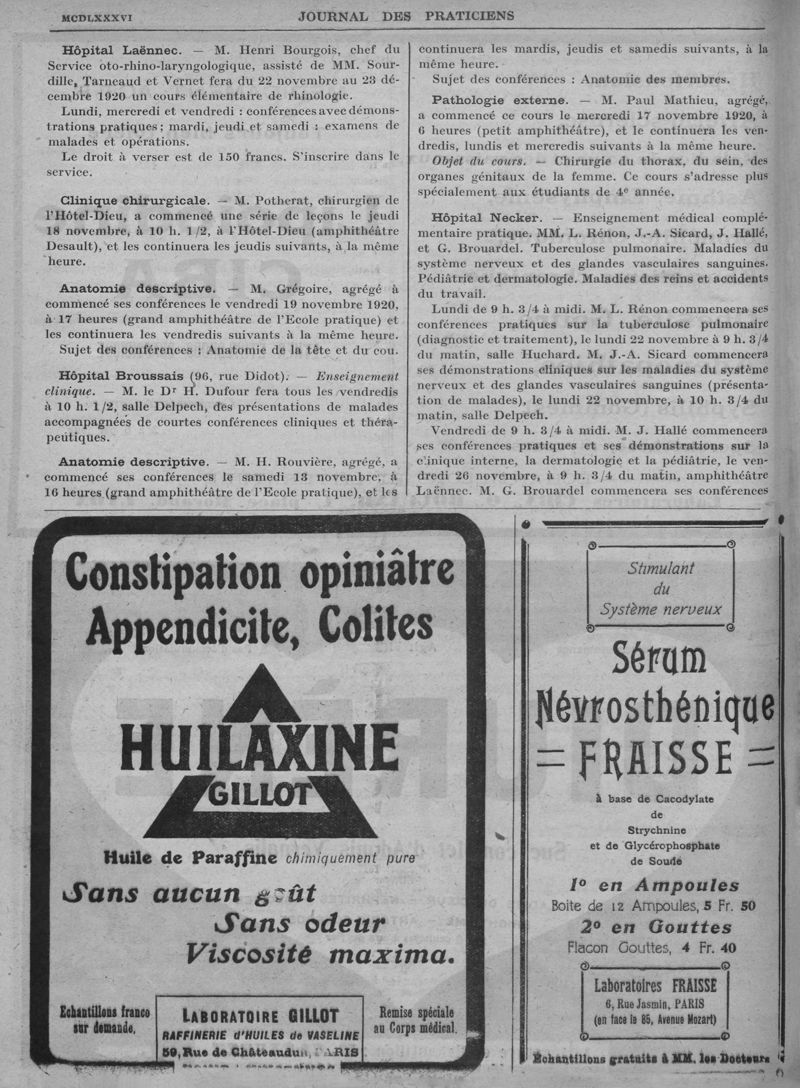 MCDLXXXVI
JOURNAL DES PRATICIENS
Hôpital Laënnec. — M. Henri Bourgois, chef du
Service oto-rhino-laryngologique, assisté de MM. Sour-
dille, Tarneaud et Vernet fera du 22 novembre au 23 dé-
cembre 1920 un cours élémentaire de rhinologie.
Lundi, mercredi et vendredi : conférences avec démons-
trations pratiques ; mardi, jeudi et samedi : examens de
malades et opérations.
Le droit à verser est de 150 francs. S'inscrire dans le
service.
Clinique chirurgicale. — M. Potherat, chirurgien de
l'Hôtel-Dieu, a commencé une série de leçons le jeudi
18 novembre, à 10 h. 1/2, à l'Hôtel-Dieu (amphithéâtre
Desault), et les continuera les jeudis suivants, à la même
heure.
Anatomie descriptive. — M. Grégoire, agrégé à
commencé ses conférences le vendredi 19 novembre 1920,
à 17 heures (grand amphithéâtre de l'Ecole pratique) et
les continuera les vendredis suivants à la même heure.
Sujet des conférences : Anatomie de la tête et du cou.
Hôpital Broussais (96, rue Didot). — Enseignement
clinique. — M. le Dr H. Dufour fera tous les vendredis
à 10 h. 1/2, salle Delpech, des présentations de malades
accompagnées de courtes conférences cliniques et théra-
peutiques.
Anatomie descriptive. — M. H. Rouvière, agrégé, a
commencé ses conférences le samedi 13 novembre, à
16 heures (grand amphithéâtre de l'Ecole pratique), et les
continuera les mardis, jeudis et samedis suivants, à la
même heure.
Sujet des conférences : Anatomie des membres.
Pathologie externe. — M. Paul Mathieu, agrégé,
a commencé ce cours le mercredi 17 novembre 1920, à
6 heures (petit amphithéâtre), et le continuera les ven-
dredis, lundis et mercredis suivants à la même heure.
Objet du cours. — Chirurgie du thorax, du sein, des
organes génitaux de la femme. Ce cours s'adresse plus
spécialement aux étudiants de 4e année.
Hôpital Necker. — Enseignement médical complé-
mentaire pratique. MM. L. Rénon, J.-A. Sicard, J. Hallé,
et G. Brouardel. Tuberculose pulmonaire. Maladies du
système nerveux et des glandes vasculaires sanguines.
Pédiâtrie et dermatologie. Maladies des reins et accidents
du travail.
Lundi de 9 h. 3/4 à midi. M. L. Rénon commencera ses
conférences pratiques sur la tuberculose pulmonaire
(diagnostic et traitement), le lundi 22 novembre à 9 h. 3/4
du matin, salle Huchard. M. J.-A. Sicard commencera
ses démonstrations cliniques sur les maladies du système
nerveux et des glandes vasculaires sanguines (présenta-
tion de malades), le lundi 22 novembre, à 10 h. 3/4 du
matin, salle Delpech.
Vendredi de 9 h. 3/4 à midi. M. J. Hallé commencera
ses conférences pratiques et ses démonstrations sur la
clinique interne, la dermatologie et la pédiâtrie, le ven-
dredi 26 novembre, à 9 h. 3/4 du matin, amphithéâtre
Laënnec. M. G. Brouardel commencera ses conférences
Constipation opiniâtre
Appendicite, Colites
HUILAXINE
GILLOT
Huile de Paraffine chimiquement pure
Sans aucun goût
Sans odeur
Viscosité maxima.
Echantillons franco
sur demande.
LABORATOIRE GILLOT
RAFFINERIE d'HUILES de VASELINE
59, Rue de Châteaudun, PARIS
Remise spéciale
au Corps médical.
Stimulant
du
Système nerveux
Sérum
Névrosthénique
= FRAISSE =
à base de Cacodylate
de
Strychnine
et de Glycérophosphate
de Soude
1o en Ampoules
Boite de 12 Ampoules, 5 Fr. 50
2o en Gouttes
Flacon Gouttes, 4 Fr. 40
Laboratoires FRAISSE
6, Rue Jasmin, PARIS
(en face le 85, Avenue Mozart)
Échantillons gratuits à MM. les Docteurs